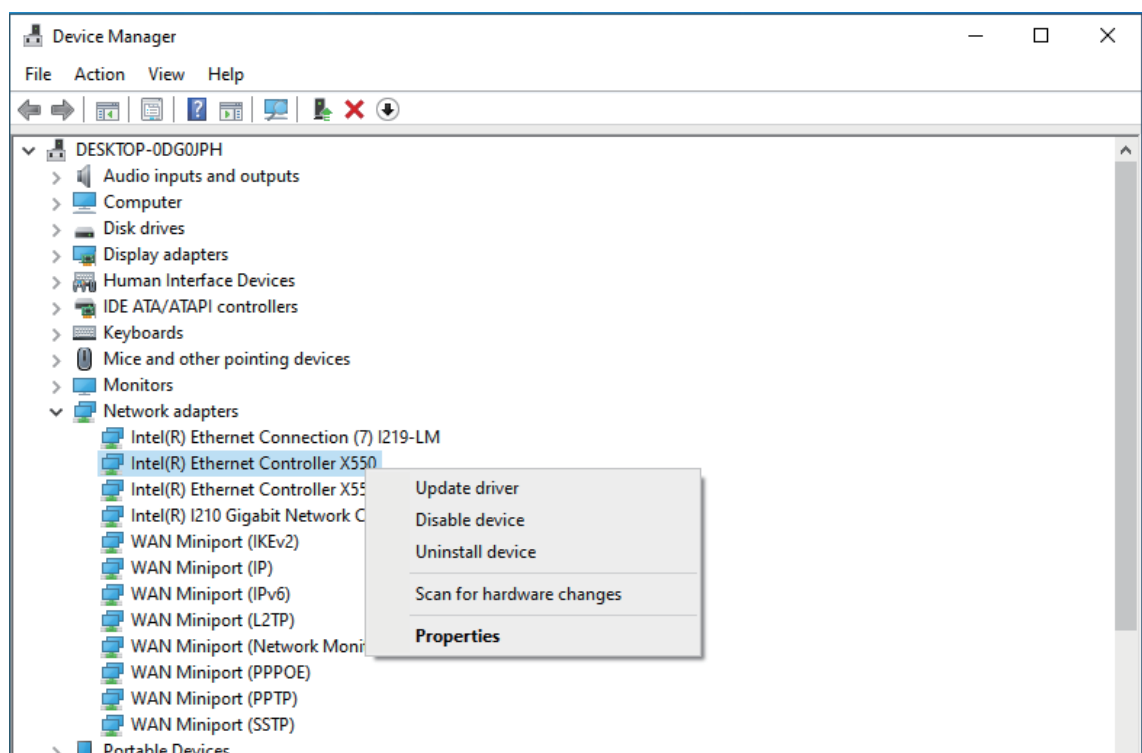 Device Manager
File Action View Help
DESKTOP-0DG0JPH
Audio inputs and outputs
Computer
Disk drives
Display adapters
Human Interface Devices
IDE ATA/ATAPI controllers
Keyboards
Mice and other pointing devices
Monitors
Network adapters
Intel(R) Ethernet Connection (7) I219-LM
Intel(R) Ethernet Controller X550
Intel(R) Ethernet Controller X55
Intel(R) I210 Gigabit Network C
WAN Miniport (IKEv2)
WAN Miniport (IP)
WAN Miniport (IPv6)
WAN Miniport (L2TP)
WAN Miniport (Network Moni
WAN Miniport (PPPOE)
WAN Miniport (PPTP)
WAN Miniport (SSTP)
Portable Devices
Update driver
Disable device
Uninstall device
Scan for hardware changes
Properties